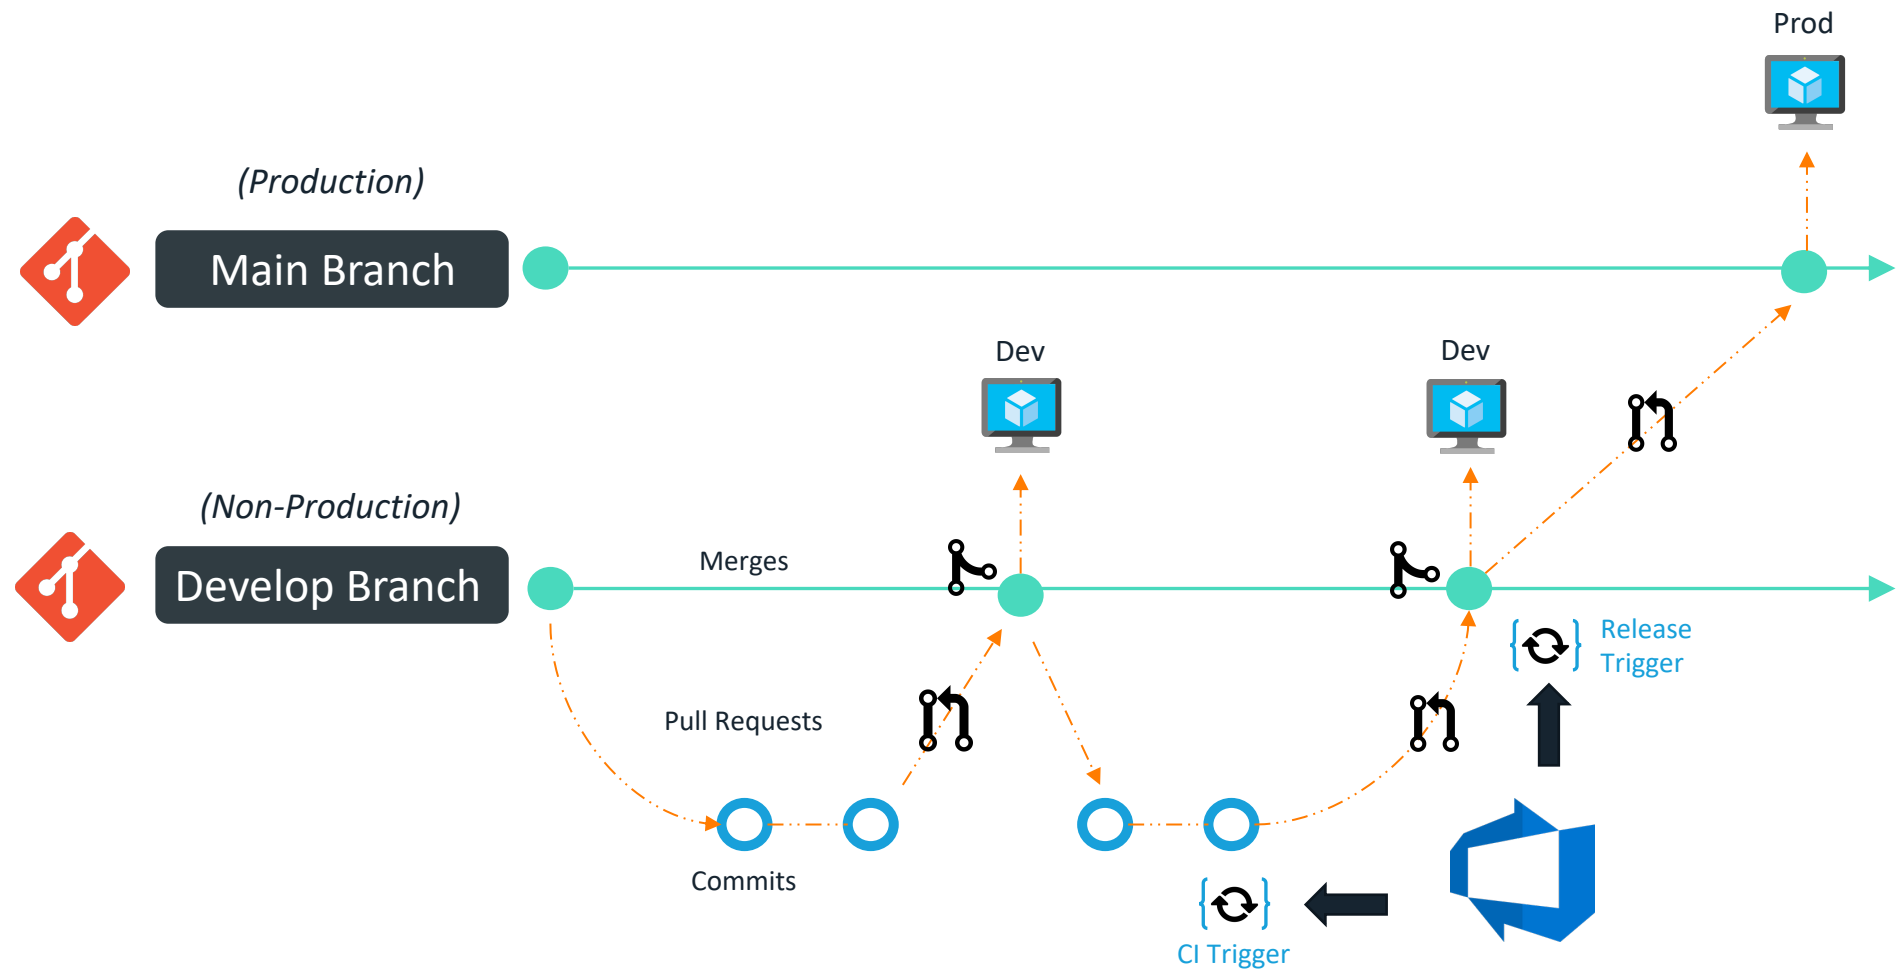 Prod
(Production)
Main Branch
Dev
Dev
(Non-Production)
Develop Branch
Merges
Release
Trigger
Pull Requests
Commits
CI Trigger